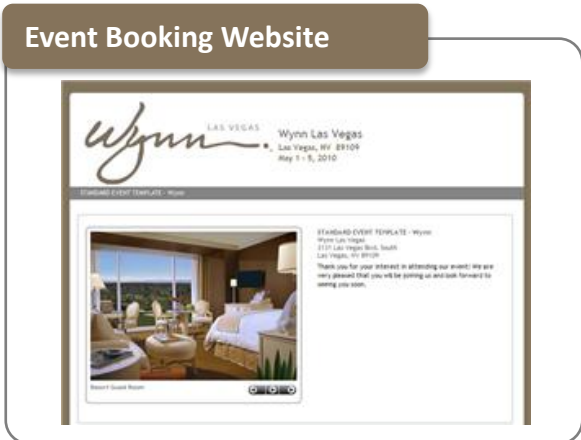 Event Booking Website
Wynn. LAS VEGAS
Wynn Las Vegas
Las Vegas, NV 89109
May 1 - 5, 2010
STANDARD EVENT TEMPLATE - Wynn
STANDARD EVENT TEMPLATE - Wynn
Wynn Las Vegas
3131 Las Vegas Blvd. South
Las Vegas, NV 89109
Thank you for your interest in attending our event! We are
very pleased that you will be joining us and look forward to
seeing you soon.
Resort Guest Room